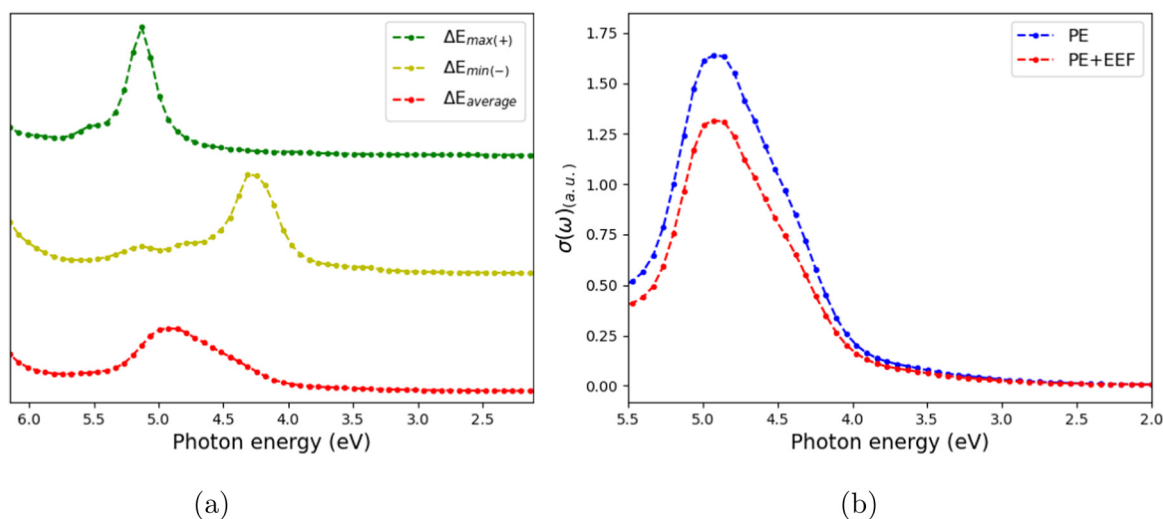 ΔE_max(+)
ΔE_min(−)
ΔE_average
6.0 5.5 5.0 4.5 4.0 3.5 3.0 2.5
Photon energy (eV)
(a)
PE
PE+EEF
1.75
1.50
1.25
1.00
0.75
0.50
0.25
0.00
σ(ω)(a.u.)
5.5 5.0 4.5 4.0 3.5 3.0 2.5 2.0
Photon energy (eV)
(b)